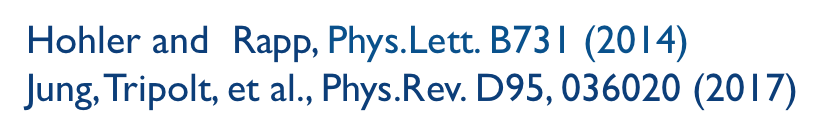 Hohler and  Rapp, Phys.Lett. B731 (2014)
Jung, Tripolt, et al., Phys.Rev. D95, 036020 (2017)